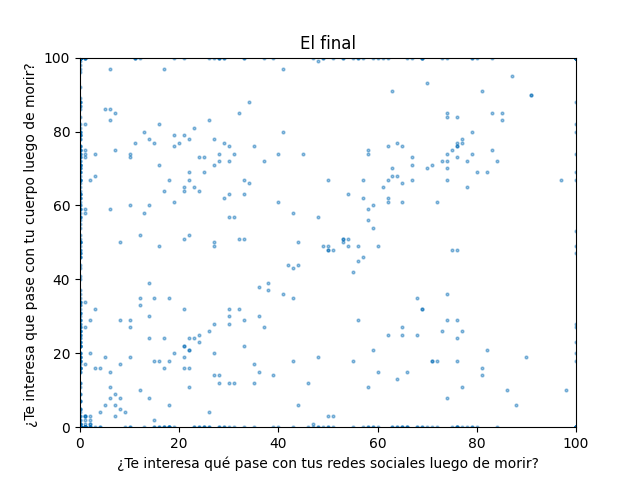 El final
100
80
60
40
20
0
¿Te interesa que pase con tu cuerpo luego de morir?
0 20 40 60 80 100
¿Te interesa qué pase con tus redes sociales luego de morir?